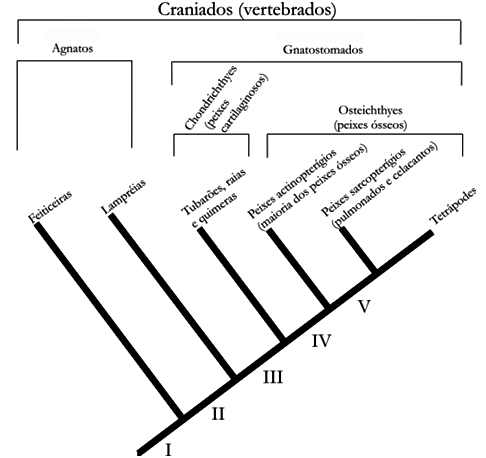 Craniados (vertebrados)
Agnatos
Gnatostomados
Chondrichthyes
(peixes
cartilaginosos)
Osteichthyes
(peixes ósseos)
Feiticeiras
Lampréias
Tubarões, raias
e quimeras
Peixes actinopterígios
(maioria dos peixes ósseos)
Peixes sarcopterígios
(pulmonados e celacantos)
Tetrápodes
V
IV
III
II
I